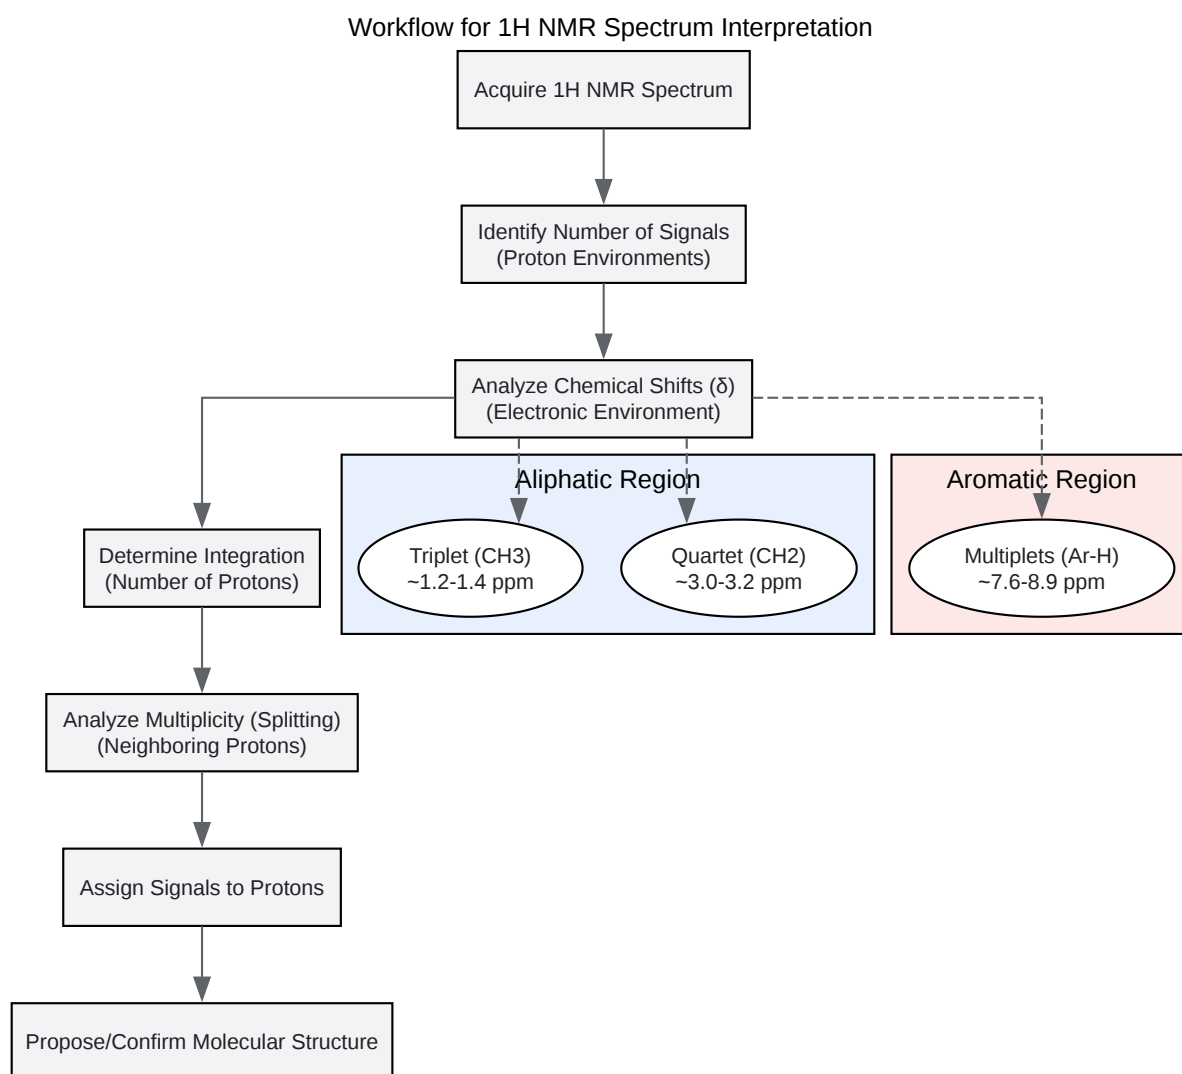 Workflow for 1H NMR Spectrum Interpretation
Acquire 1H NMR Spectrum
Identify Number of Signals
(Proton Environments)
Analyze Chemical Shifts (δ)
(Electronic Environment)
Aliphatic Region
Aromatic Region
Determine Integration
(Number of Protons)
Triplet (CH3)
~1.2-1.4 ppm
Quartet (CH2)
~3.0-3.2 ppm
Multiplets (Ar-H)
~7.6-8.9 ppm
Analyze Multiplicity (Splitting)
(Neighboring Protons)
Assign Signals to Protons
Propose/Confirm Molecular Structure